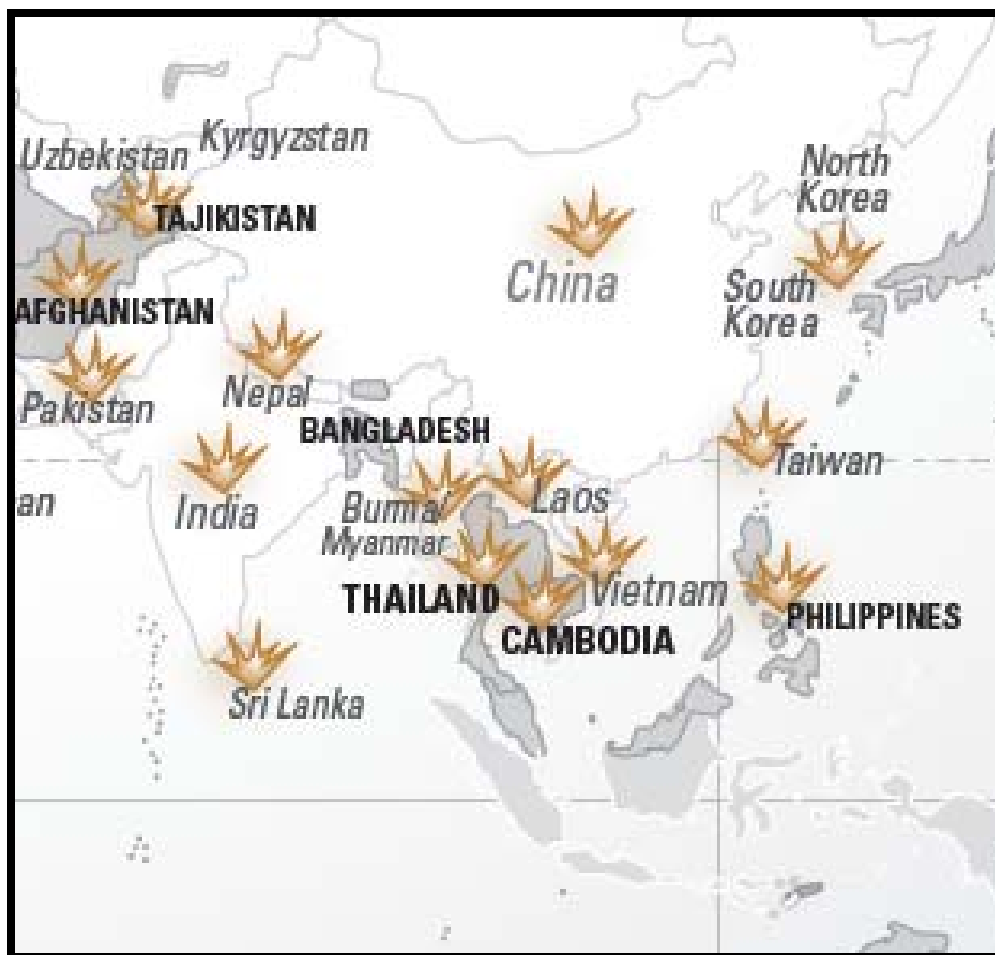 Uzbekistan
Kyrgyzstan
North
Korea
TAJIKISTAN
China
South
Korea
AFGHANISTAN
Pakistan
Nepal
BANGLADESH
Taiwan
an
India
Burma/
Myanmar
Laos
THAILAND
Vietnam
CAMBODIA
PHILIPPINES
Sri Lanka